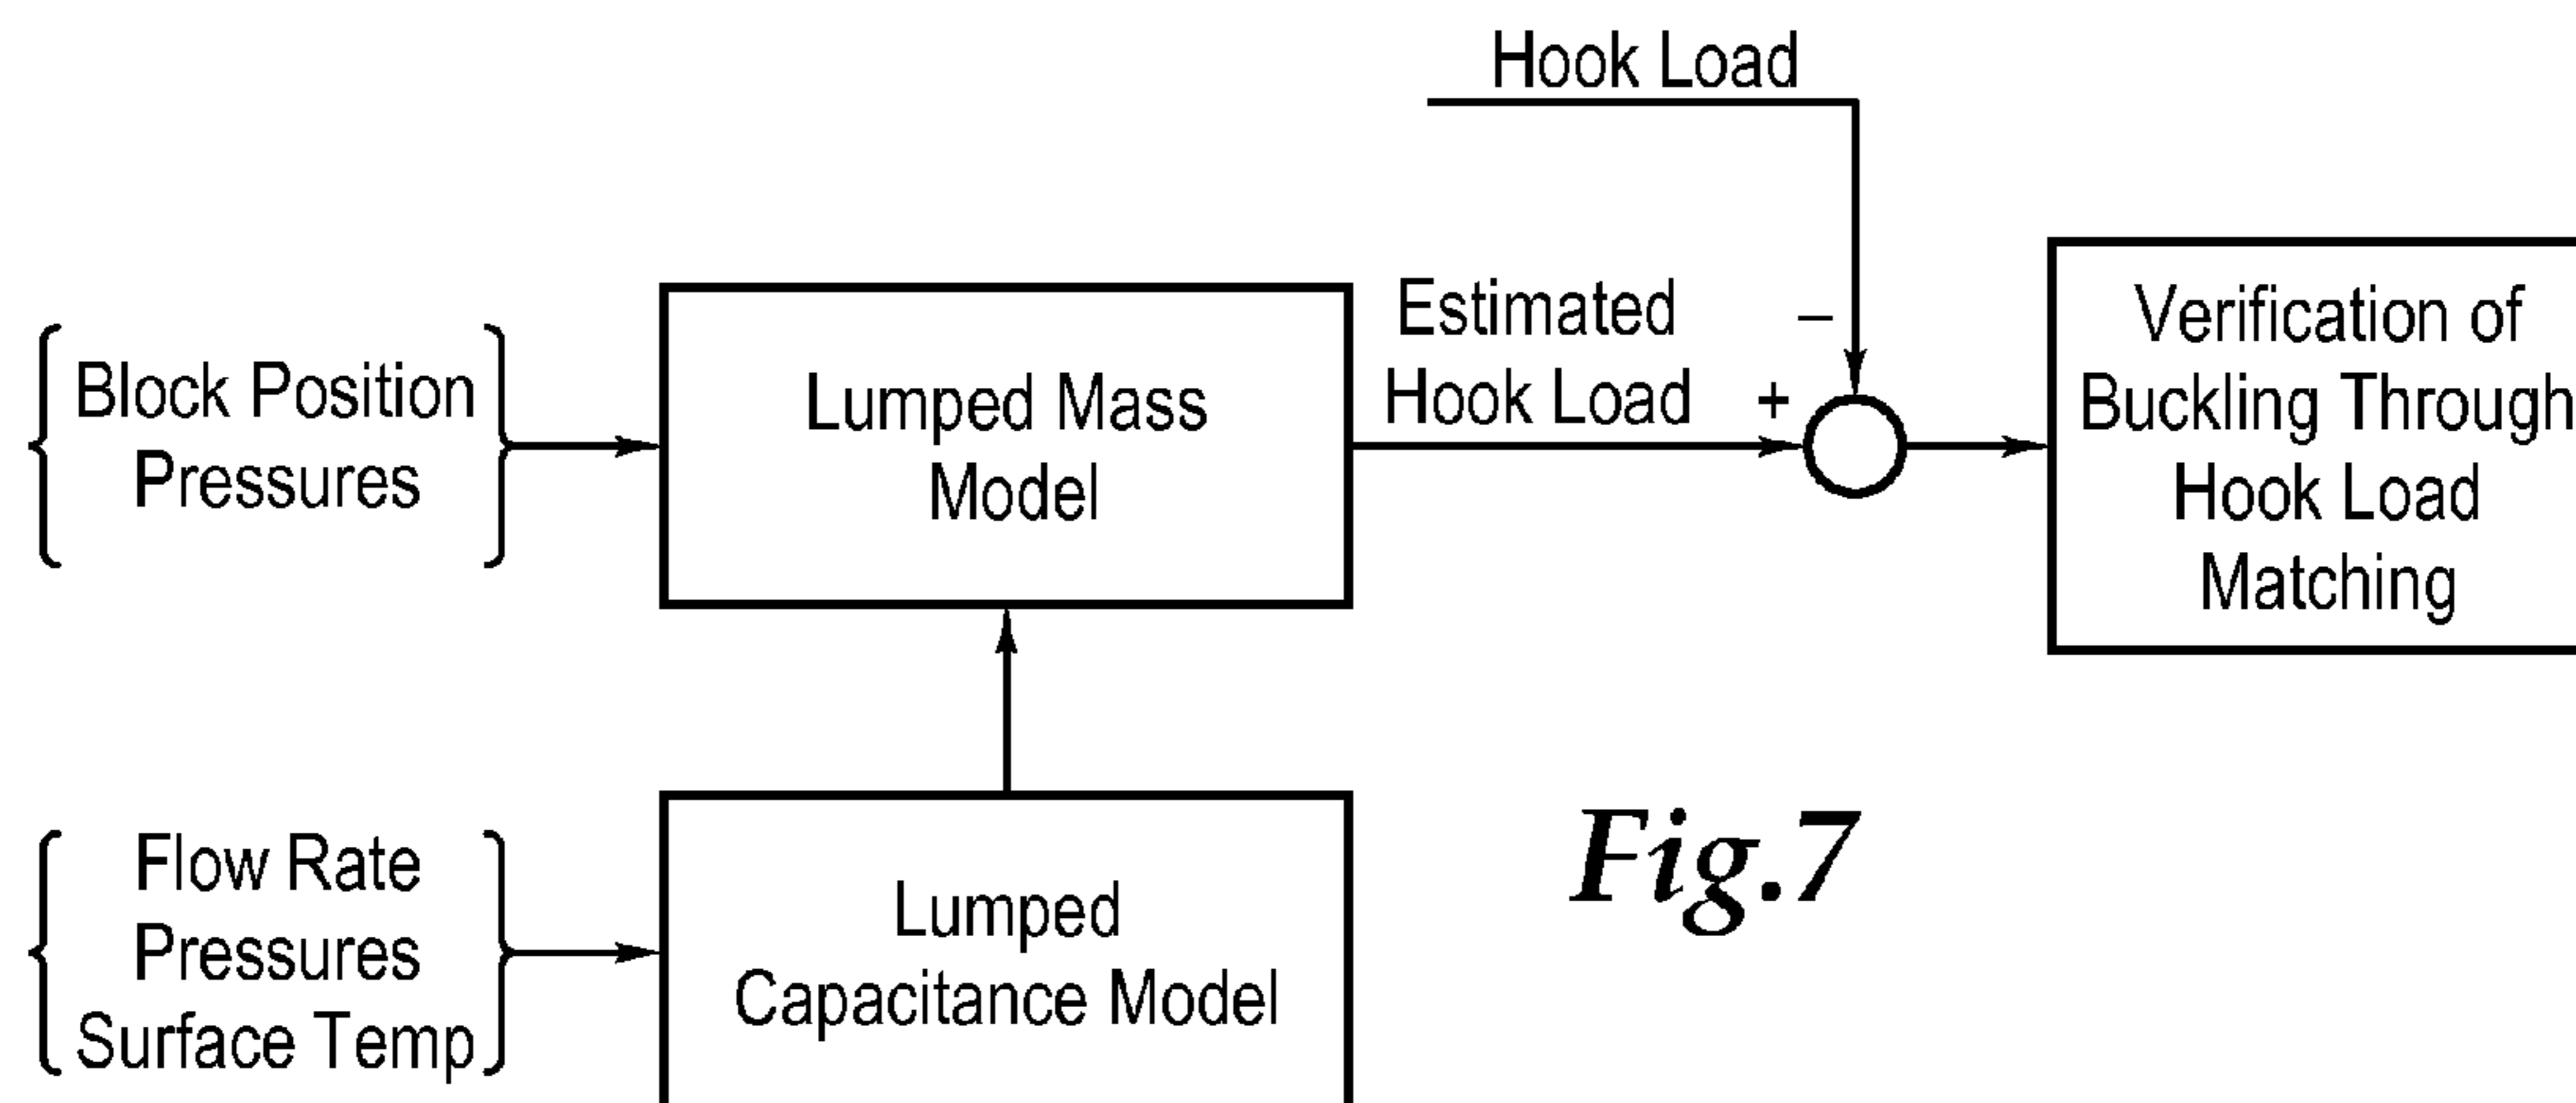 Hook Load
Block Position
Pressures
Lumped Mass
Model
Estimated
Hook Load
–
+
Verification of
Buckling Through
Hook Load
Matching
Flow Rate
Pressures
Surface Temp
Lumped
Capacitance Model
Fig.7